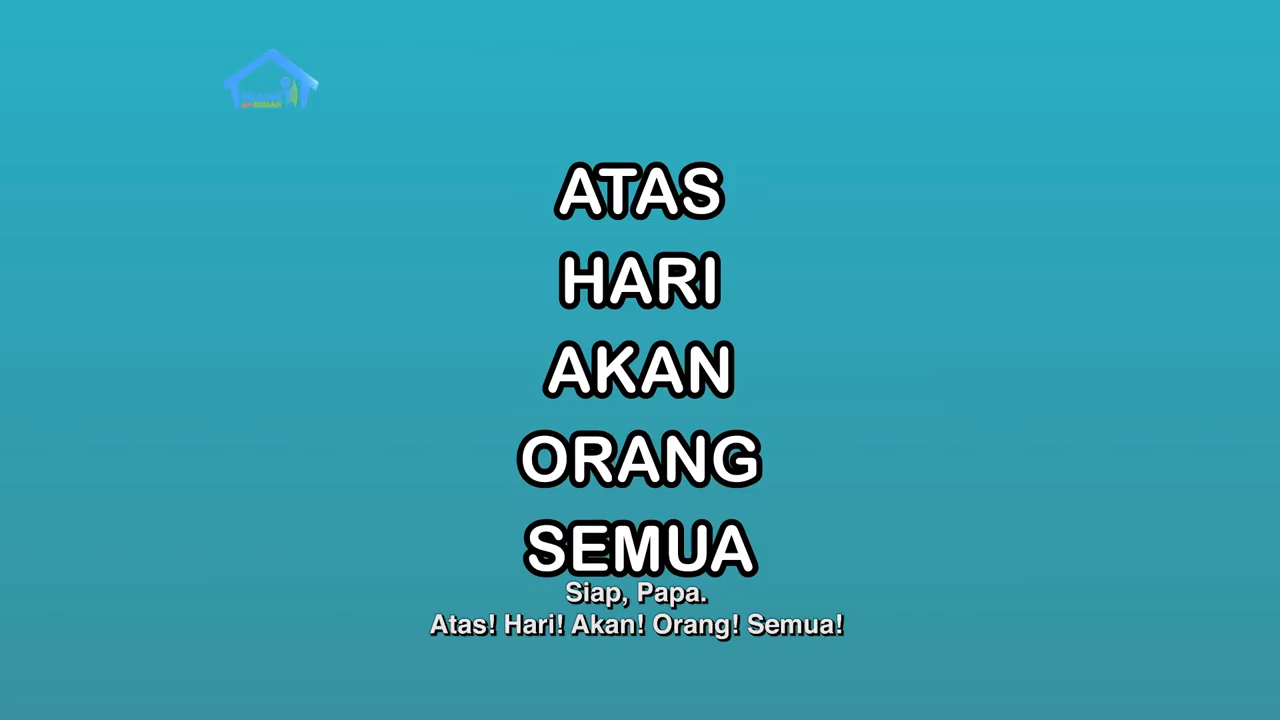 ATAS
HARI
AKAN
ORANG
SEMUA
Siap, Papa.
Atas! Hari! Akan! Orang! Semua!